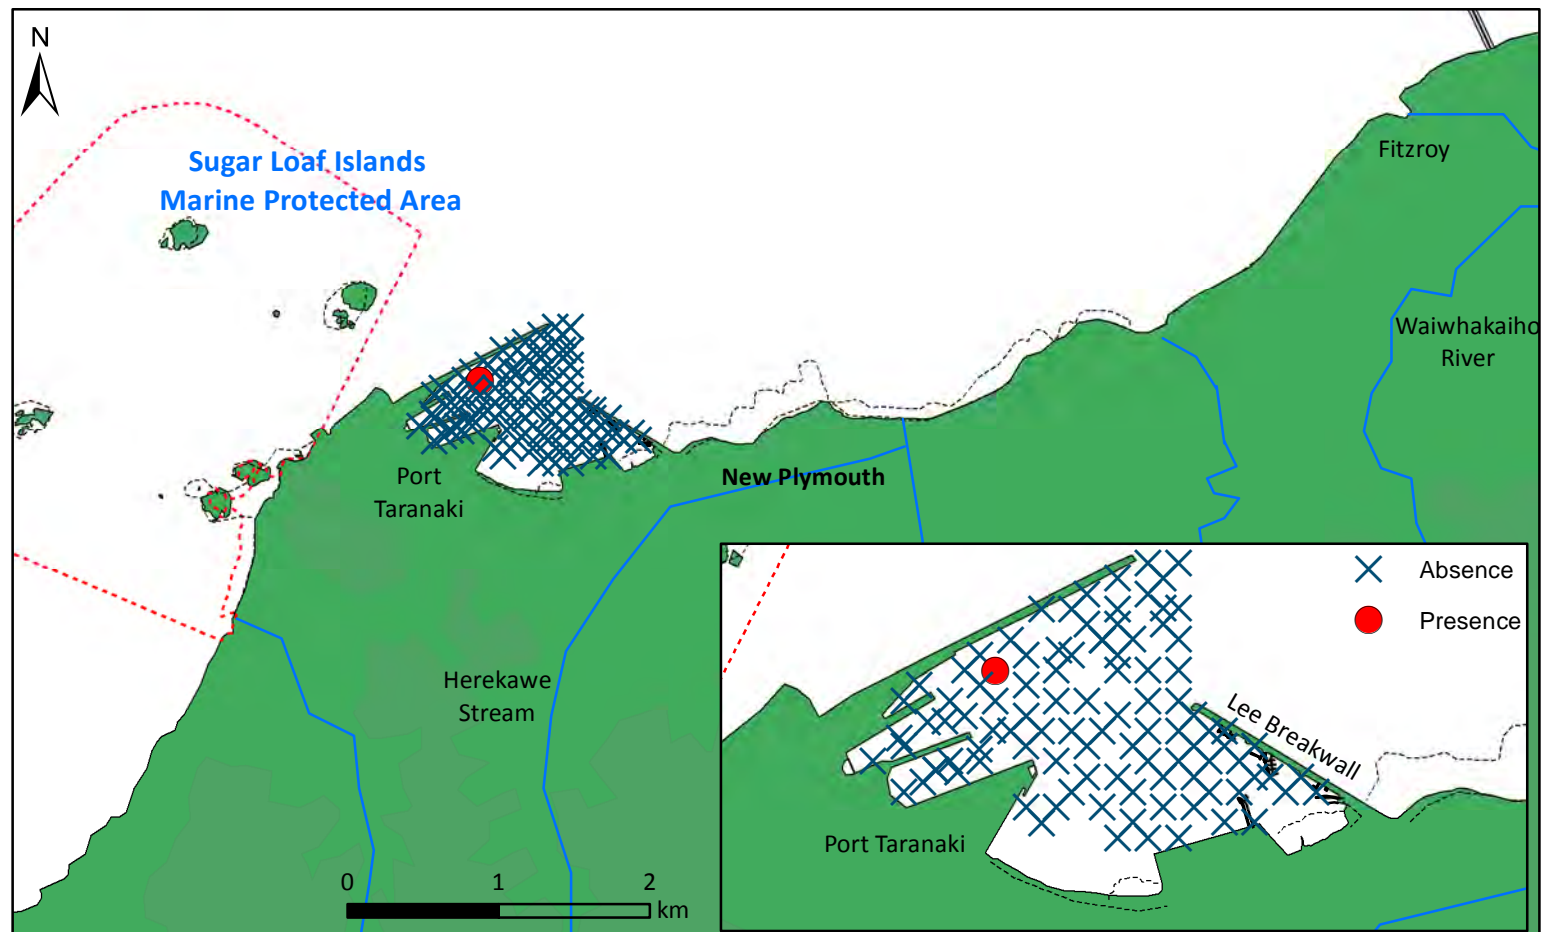 N
Sugar Loaf Islands
Marine Protected Area
Fitzroy
Waiwhakaiho
River
Port
Taranaki
New Plymouth
Herekawe
Stream
0 1 2
km
Absence
Presence
Lee Breakwall
Port Taranaki